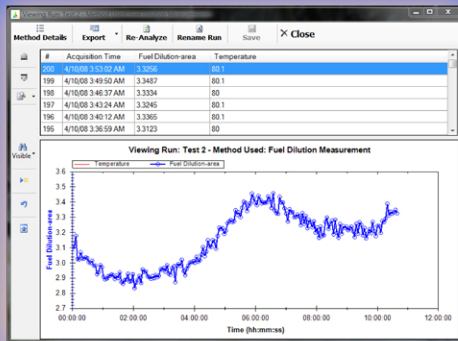 Viewing Run: Test 2 - Method
Method Details Export Re-Analyze Rename Run Save × Close
# Acquisition Time Fuel Dilution-area Temperature
200 4/10/08 3:53:02 AM 3.3256 80.1
199 4/10/08 3:49:50 AM 3.3487 80.1
198 4/10/08 3:46:37 AM 3.3334 80
197 4/10/08 3:43:24 AM 3.3245 80.1
196 4/10/08 3:40:12 AM 3.3365 80.1
195 4/10/08 3:36:59 AM 3.3123 80
Visible
Viewing Run: Test 2 - Method Used: Fuel Dilution Measurement
Temperature Fuel Dilution-area
3.6
3.5
3.4
3.3
3.2
3.1
3.0
2.9
2.8
2.7
Fuel Dilution-area
00:00:00 02:00:00 04:00:00 06:00:00 08:00:00 10:00:00 12:00:00
Time (hh:mm:ss)